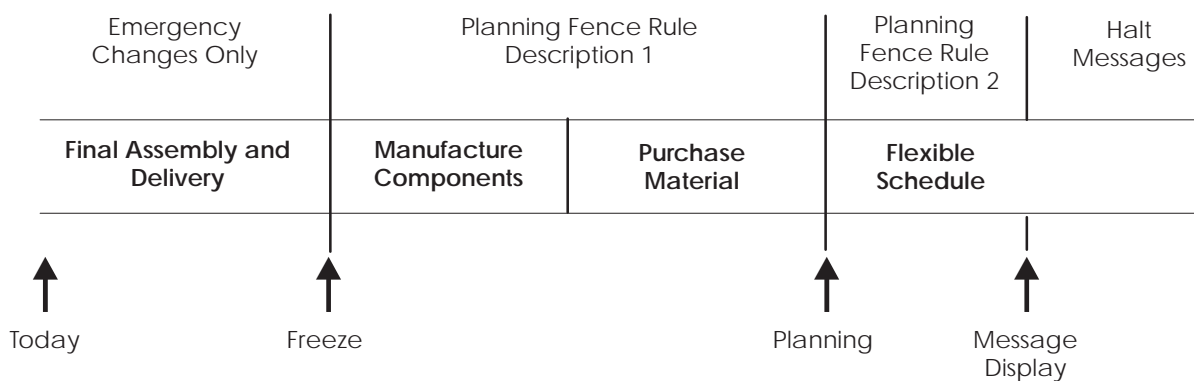 Emergency
Changes Only
Planning Fence Rule
Description 1
Planning
Fence Rule
Description 2
Halt
Messages
Final Assembly and
Delivery
Manufacture
Components
Purchase
Material
Flexible
Schedule
Today
Freeze
Planning
Message
Display